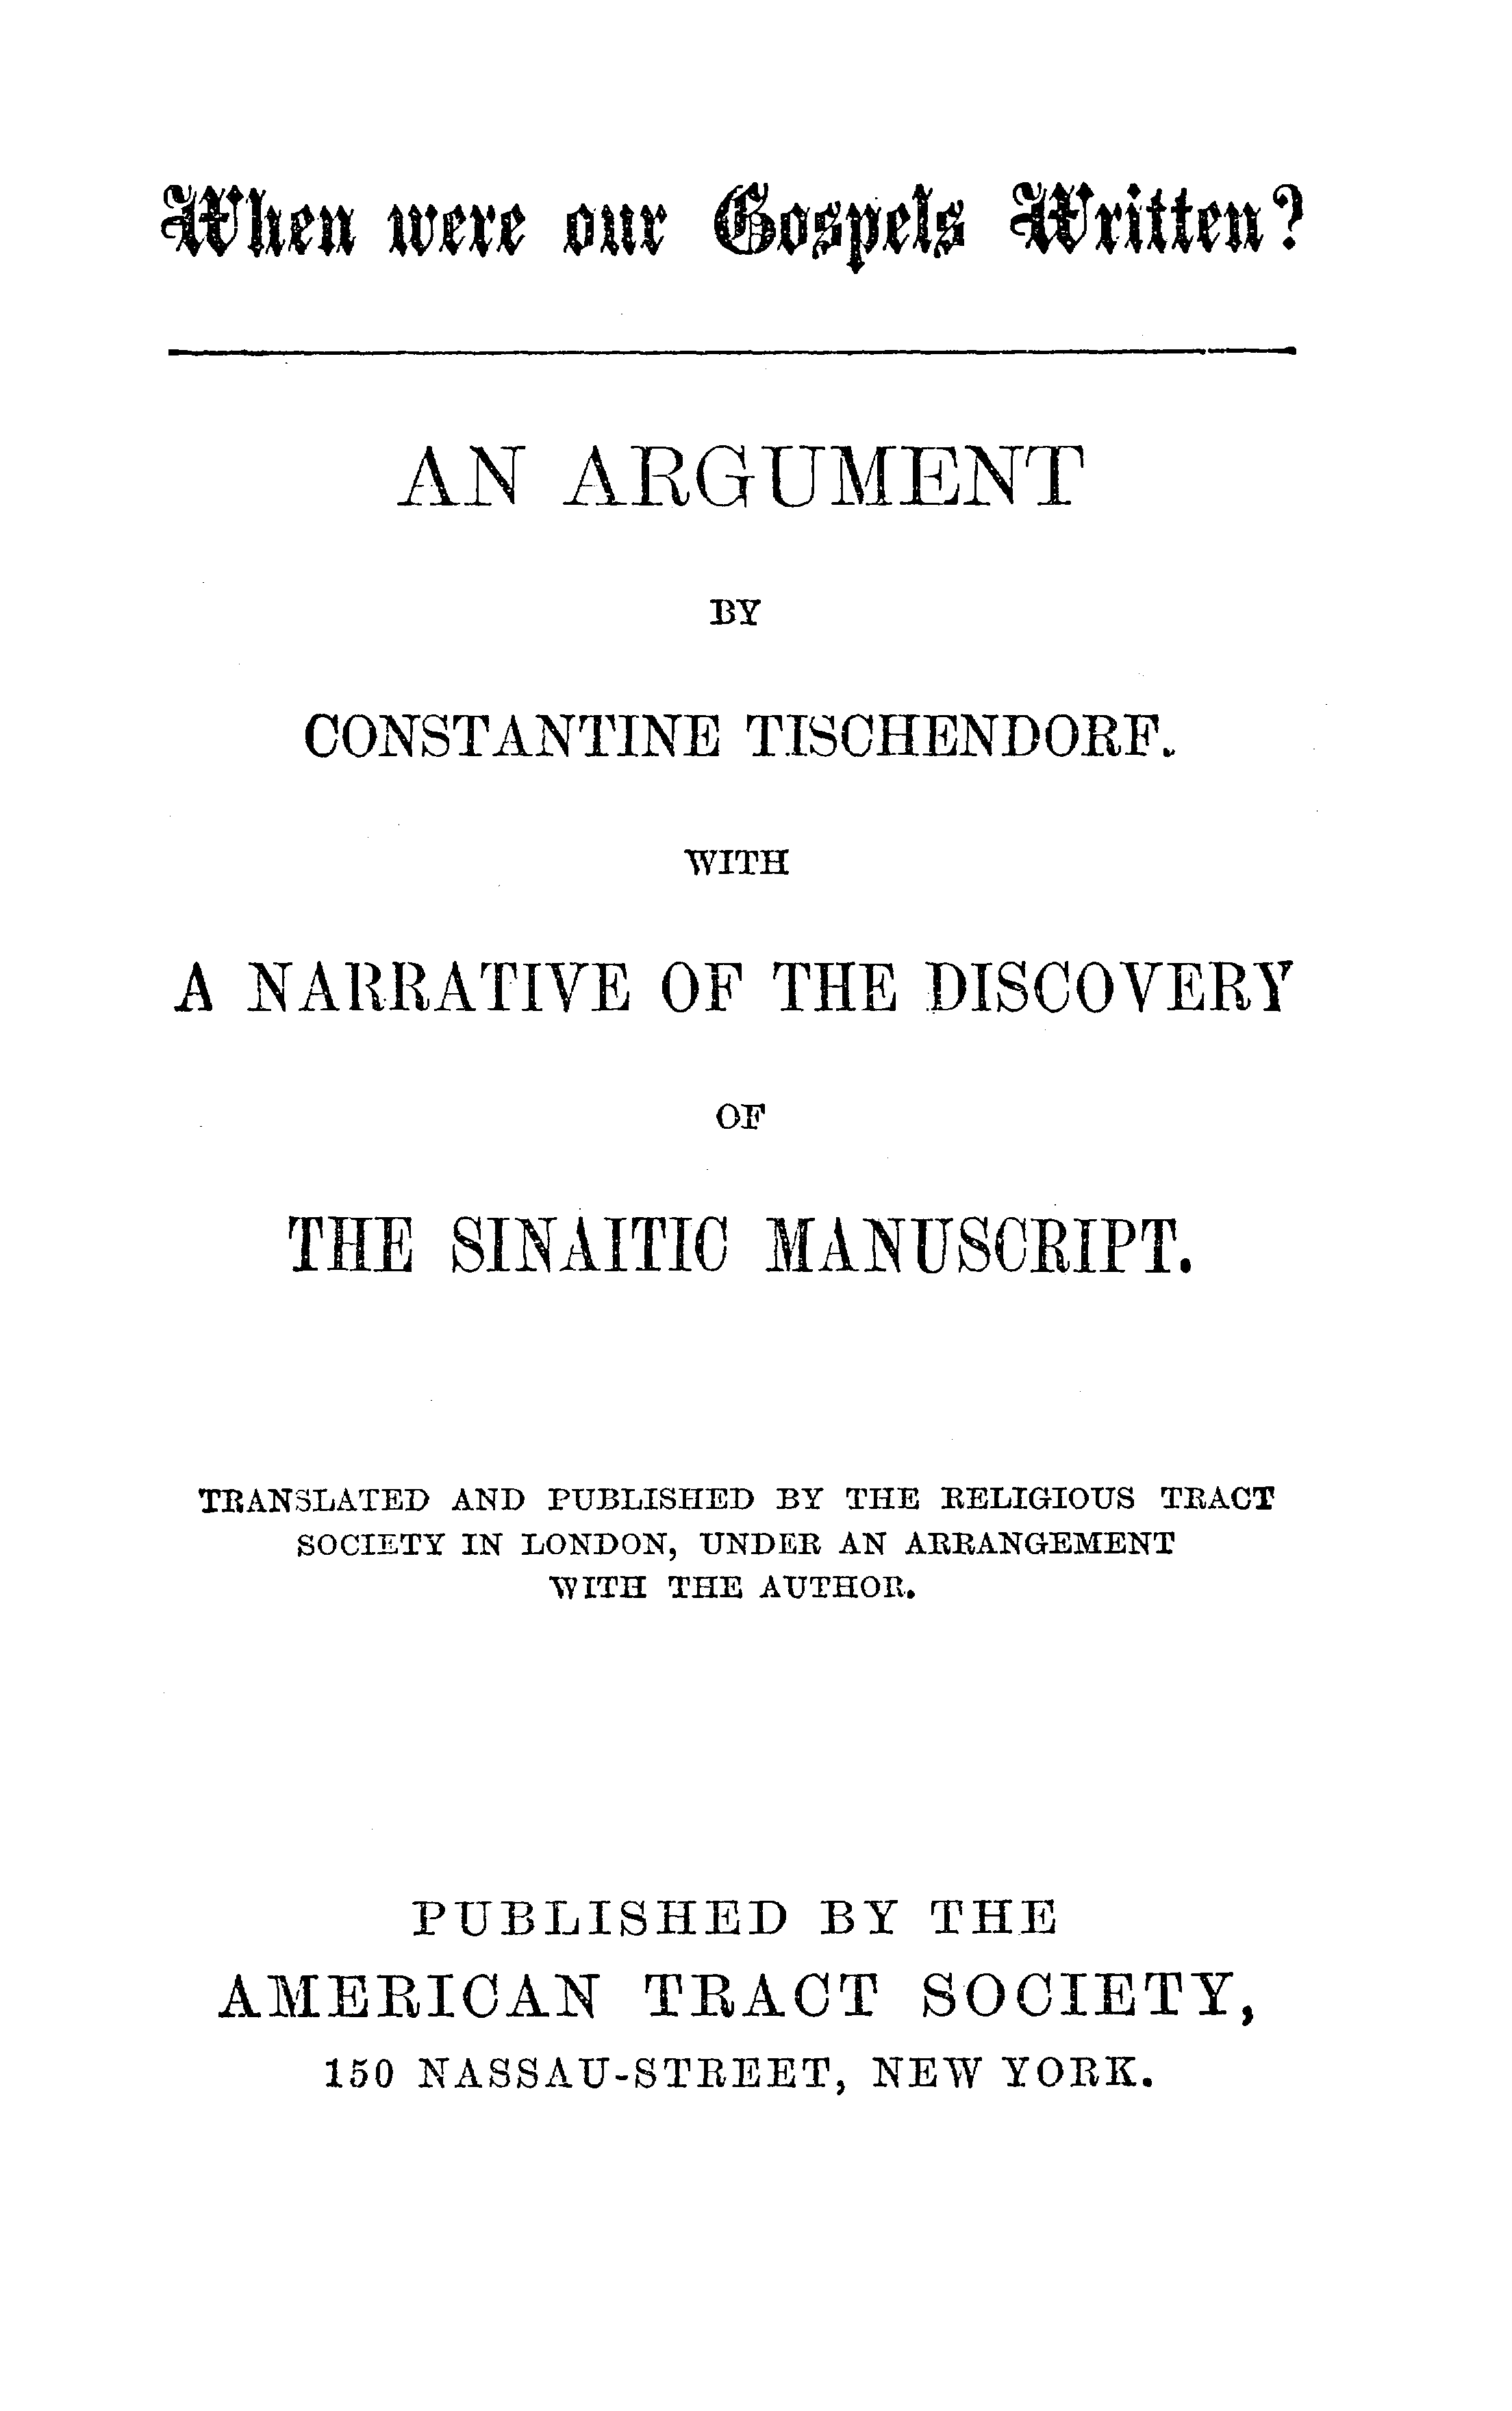 When were our Gospels Written?
AN ARGUMENT
BY
CONSTANTINE TISCHENDORF.
WITH
A NARRATIVE OF THE DISCOVERY
OF
THE SINAITIC MANUSCRIPT.
TRANSLATED AND PUBLISHED BY THE RELIGIOUS TRACT
SOCIETY IN LONDON, UNDER AN ARRANGEMENT
WITH THE AUTHOR.
PUBLISHED BY THE
AMERICAN TRACT SOCIETY,
150 NASSAU-STREET, NEW YORK.